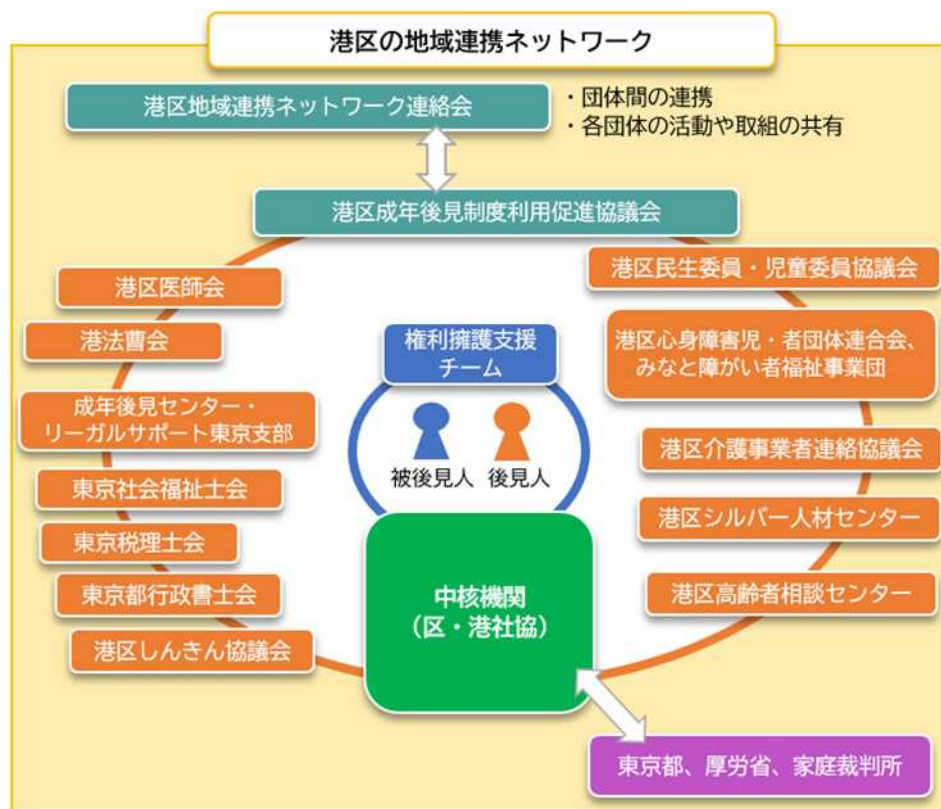 港区の地域連携ネットワーク
港区地域連携ネットワーク連絡会
・団体間の連携
・各団体の活動や取組の共有
港区成年後見制度利用促進協議会
港区医師会
港法曹会
成年後見センター・
リーガルサポート東京支部
東京社会福祉士会
東京税理士会
東京都行政書士会
港区しんきん協議会
権利擁護支援
チーム
被後見人
後見人
中核機関
（区・港社協）
港区民生委員・児童委員協議会
港区心身障害児・者団体連合会、
みなと障がい者福祉事業団
港区介護事業者連絡協議会
港区シルバー人材センター
港区高齢者相談センター
東京都、厚労省、家庭裁判所